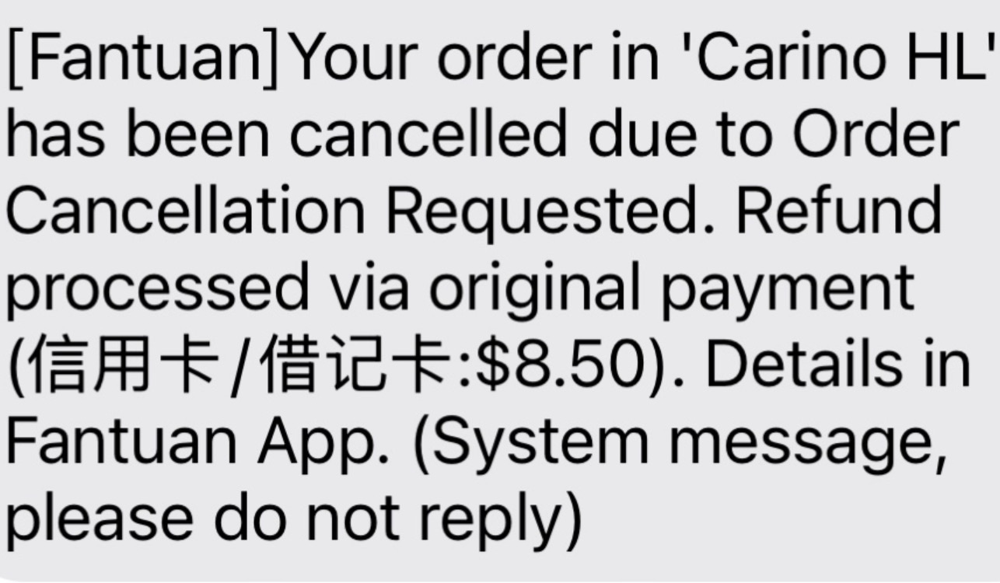 [Fantuan]Your order in 'Carino HL'
has been cancelled due to Order
Cancellation Requested. Refund
processed via original payment
(信用卡/借记卡:$8.50). Details in
Fantuan App. (System message,
please do not reply)